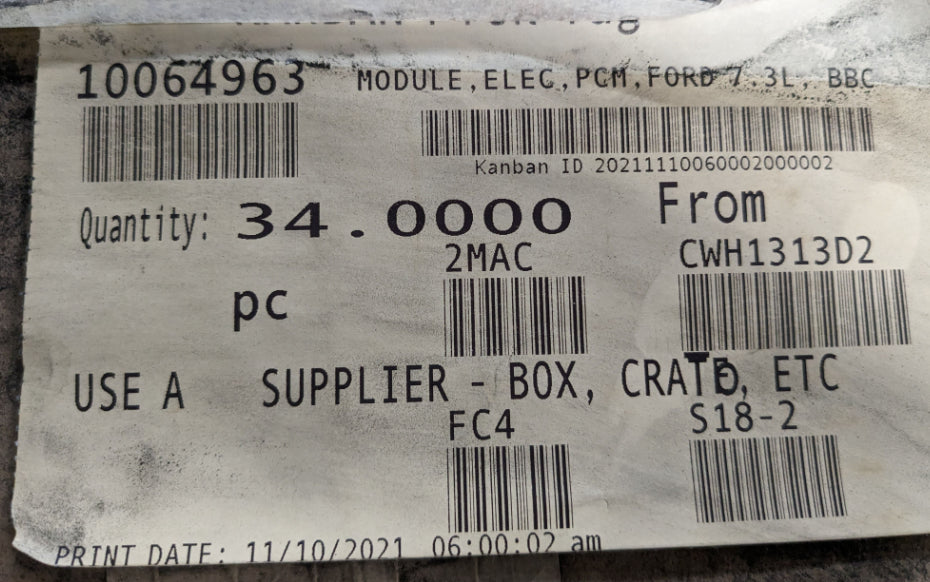 10064963 MODULE,ELEC,PCM,FORD 7.3L, BBC
Kanban ID 20211110060002000002
Quantity: 34.0000 From
2MAC CWH1313D2
pc
USE A SUPPLIER - BOX, CRATE, ETC
FC4 S18-2
PRINT DATE: 11/10/2021 06:00:02 am